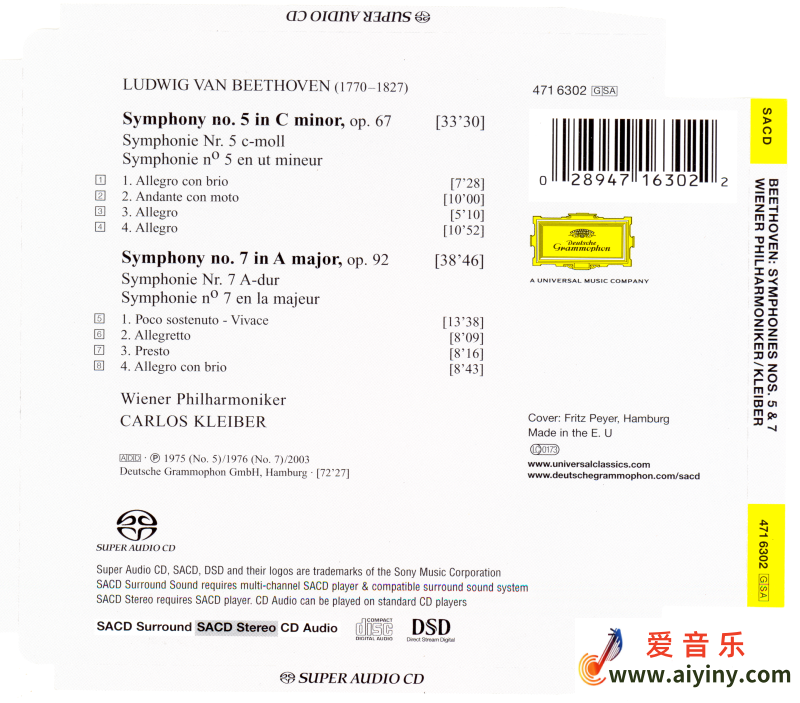 SUPER AUDIO CD
LUDWIG VAN BEETHOVEN (1770–1827)
Symphony no. 5 in C minor, op. 67 [33'30]
Symphonie Nr. 5 c-moll
Symphonie nº 5 en ut mineur
1 1. Allegro con brio [7'28]
2 2. Andante con moto [10'00]
3 3. Allegro [5'10]
4 4. Allegro [10'52]
Symphony no. 7 in A major, op. 92 [38'46]
Symphonie Nr. 7 A-dur
Symphonie nº 7 en la majeur
5 1. Poco sostenuto - Vivace [13'38]
6 2. Allegretto [8'09]
7 3. Presto [8'16]
8 4. Allegro con brio [8'43]
Wiener Philharmoniker
CARLOS KLEIBER
ADD · ℗ 1975 (No. 5)/1976 (No. 7)/2003
Deutsche Grammophon GmbH, Hamburg · [72'27]
471 6302 GSA
0 28947 16302 2
Deutsche
Grammophon
A UNIVERSAL MUSIC COMPANY
Cover: Fritz Peyer, Hamburg
Made in the E. U
LC 0173
www.universalclassics.com
www.deutschegrammophon.com/sacd
SUPER AUDIO CD
Super Audio CD, SACD, DSD and their logos are trademarks of the Sony Music Corporation
SACD Surround Sound requires multi-channel SACD player & compatible surround sound system
SACD Stereo requires SACD player. CD Audio can be played on standard CD players
SACD Surround SACD Stereo CD Audio
COMPACT
disc
DIGITAL AUDIO
DSD
Direct Stream Digital
SUPER AUDIO CD
SACD
BEETHOVEN: SYMPHONIES NOS. 5 & 7
WIENER PHILHARMONIKER/KLEIBER
471 6302 GSA
爱音乐
www.aiyiny.com